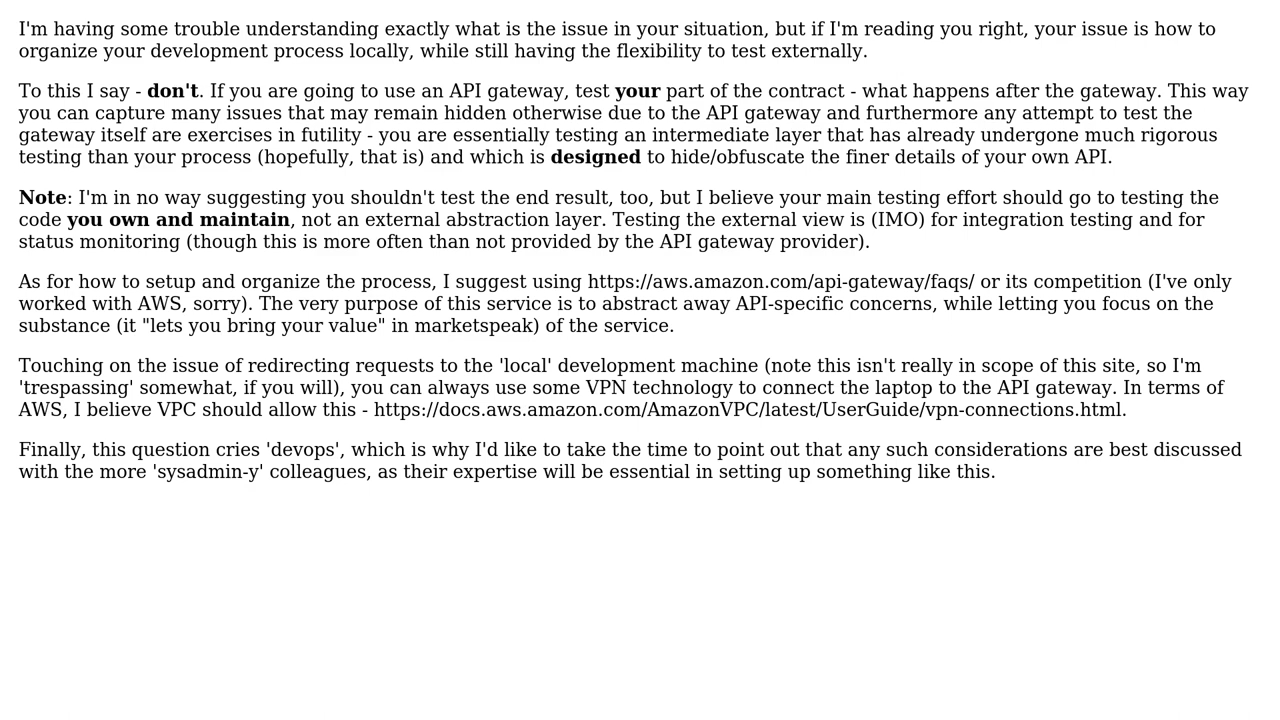 I'm having some trouble understanding exactly what is the issue in your situation, but if I'm reading you right, your issue is how to
organize your development process locally, while still having the flexibility to test externally.
To this I say - don't. If you are going to use an API gateway, test your part of the contract - what happens after the gateway. This way
you can capture many issues that may remain hidden otherwise due to the API gateway and furthermore any attempt to test the
gateway itself are exercises in futility - you are essentially testing an intermediate layer that has already undergone much rigorous
testing than your process (hopefully, that is) and which is designed to hide/obfuscate the finer details of your own API.
Note: I'm in no way suggesting you shouldn't test the end result, too, but I believe your main testing effort should go to testing the
code you own and maintain, not an external abstraction layer. Testing the external view is (IMO) for integration testing and for
status monitoring (though this is more often than not provided by the API gateway provider).
As for how to setup and organize the process, I suggest using https://aws.amazon.com/api-gateway/faqs/ or its competition (I've only
worked with AWS, sorry). The very purpose of this service is to abstract away API-specific concerns, while letting you focus on the
substance (it "lets you bring your value" in marketspeak) of the service.
Touching on the issue of redirecting requests to the 'local' development machine (note this isn't really in scope of this site, so I'm
'trespassing' somewhat, if you will), you can always use some VPN technology to connect the laptop to the API gateway. In terms of
AWS, I believe VPC should allow this - https://docs.aws.amazon.com/AmazonVPC/latest/UserGuide/vpn-connections.html.
Finally, this question cries 'devops', which is why I'd like to take the time to point out that any such considerations are best discussed
with the more 'sysadmin-y' colleagues, as their expertise will be essential in setting up something like this.